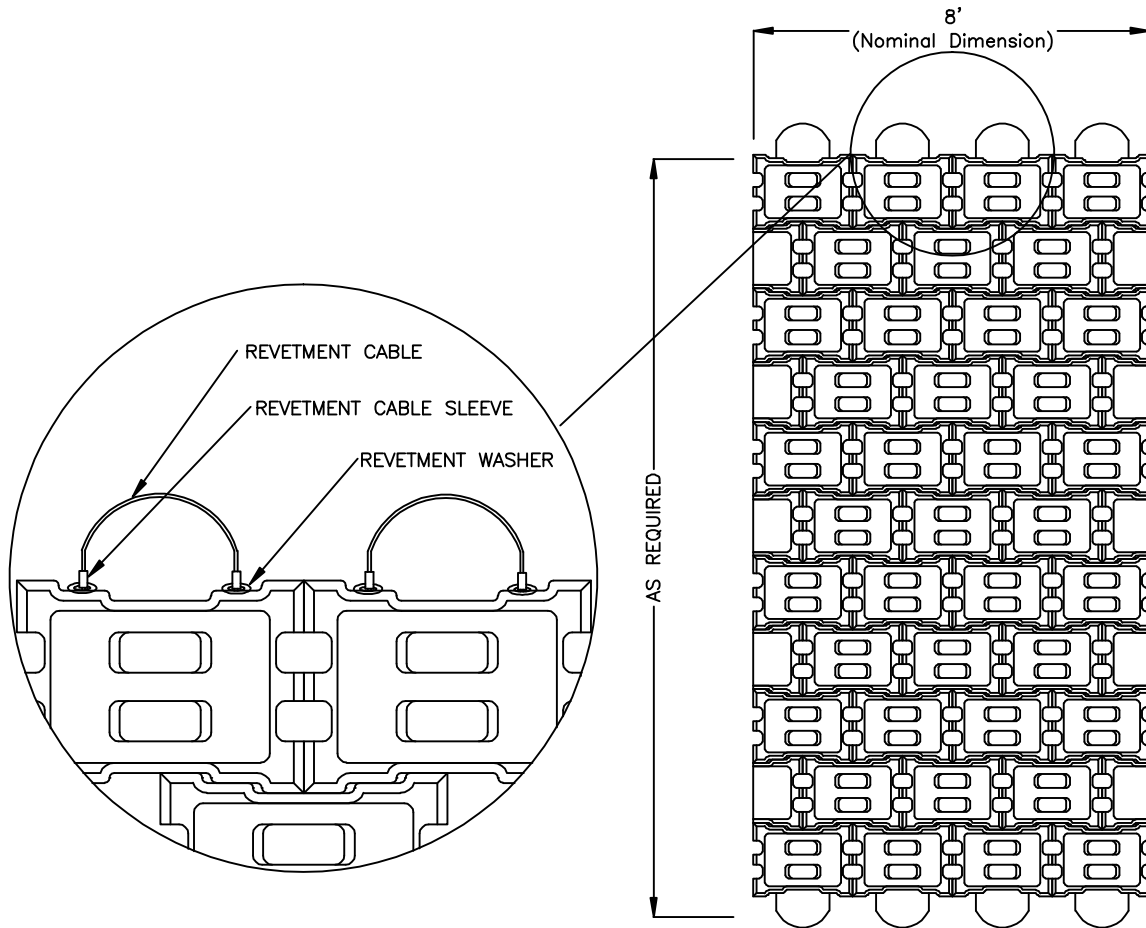 8'
(Nominal Dimension)
REVETMENT CABLE
REVETMENT CABLE SLEEVE
REVETMENT WASHER
AS REQUIRED